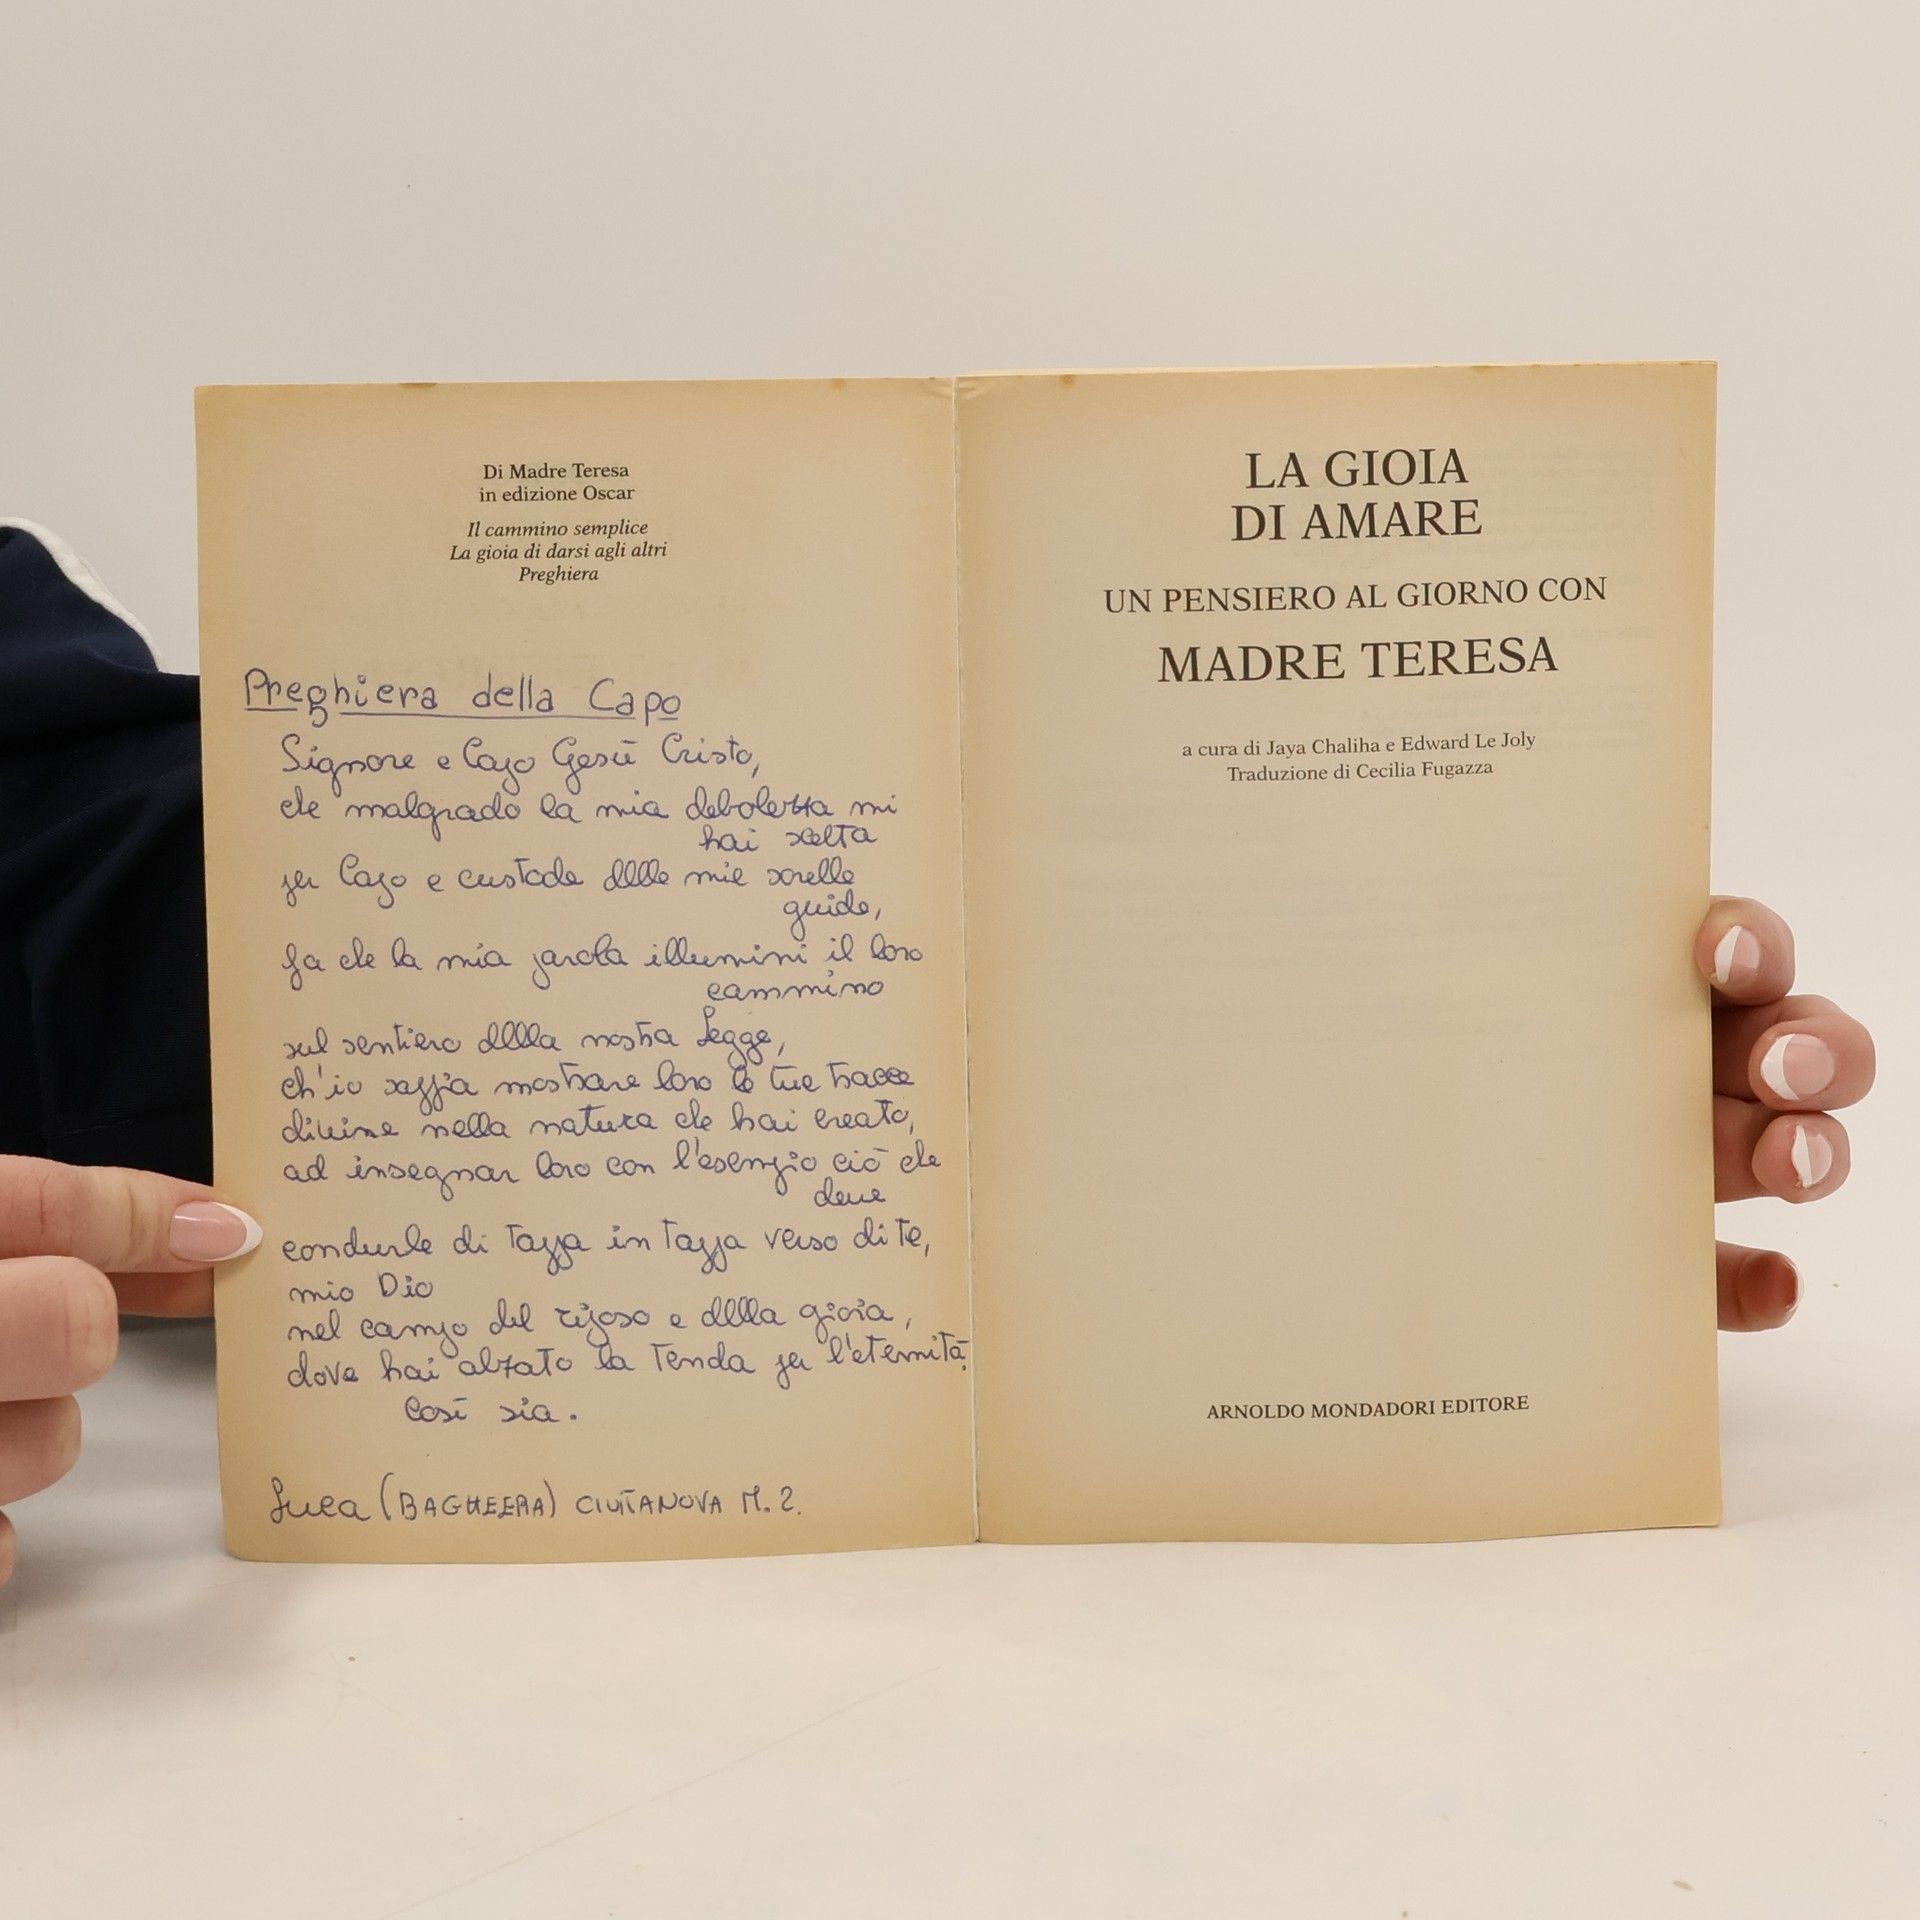 Di Madre Teresa
in edizione Oscar
Il cammino semplice
La gioia di darsi agli altri
Preghiera
Preghiera della Capo
Signore e Capo Gesù Cristo,
che malgrado la mia debolezza mi
hai scelta
per Capo e custode delle mie sorelle
guide,
fa che la mia parola illumini il loro
cammino
sul sentiero della nostra Legge,
ch'io sappia mostrare loro le tue tracce
divine nella natura che hai creato,
ad insegnar loro con l'esempio ciò che
deve
condurle di tappa in tappa verso di te,
mio Dio
nel campo del riposo e della gioia,
dove hai alzato la Tenda per l'eternità.
Così sia.
Luca (BAGHEERA) CIVITANOVA M. 2.
LA GIOIA
DI AMARE
UN PENSIERO AL GIORNO CON
MADRE TERESA
a cura di Jaya Chaliha e Edward Le Joly
Traduzione di Cecilia Fugazza
ARNOLDO MONDADORI EDITORE